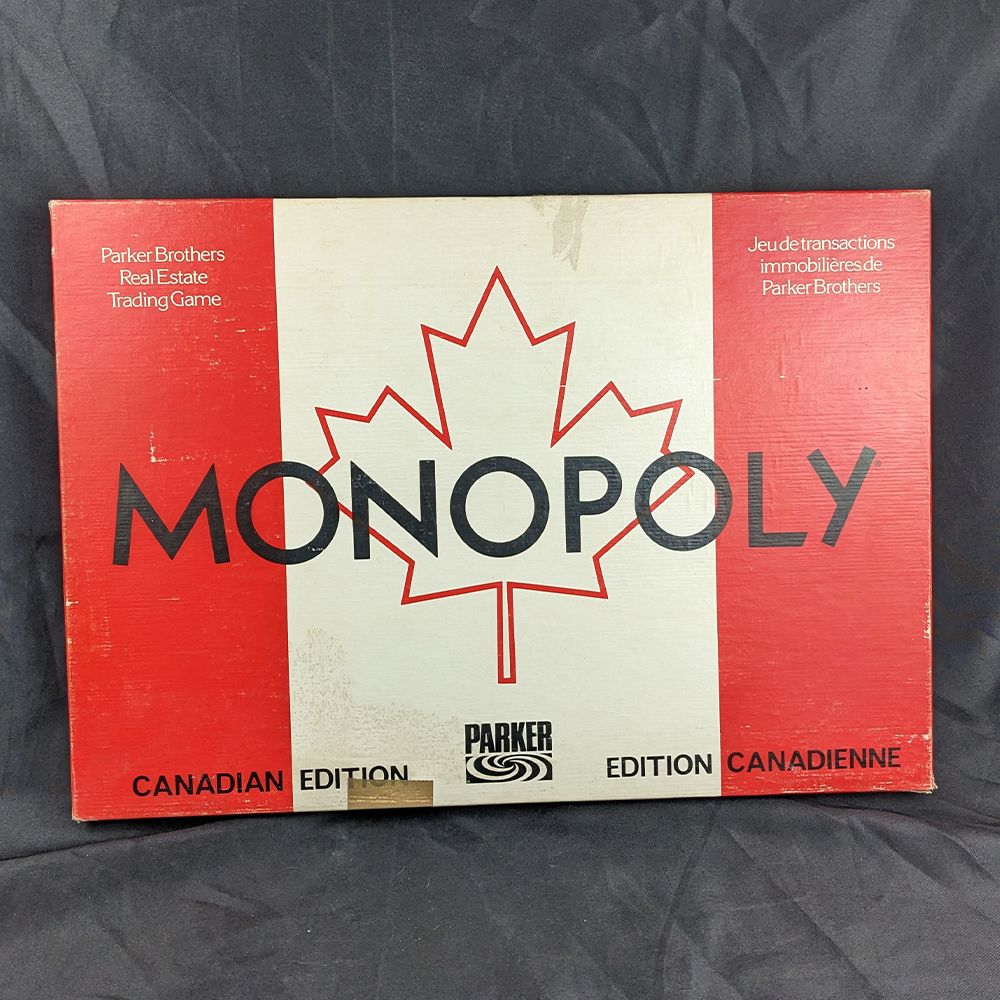 Parker Brothers
Real Estate
Trading Game
Jeu de transactions
immobilières de
Parker Brothers
MONOPOLY®
PARKER
CANADIAN EDITION
EDITION CANADIENNE